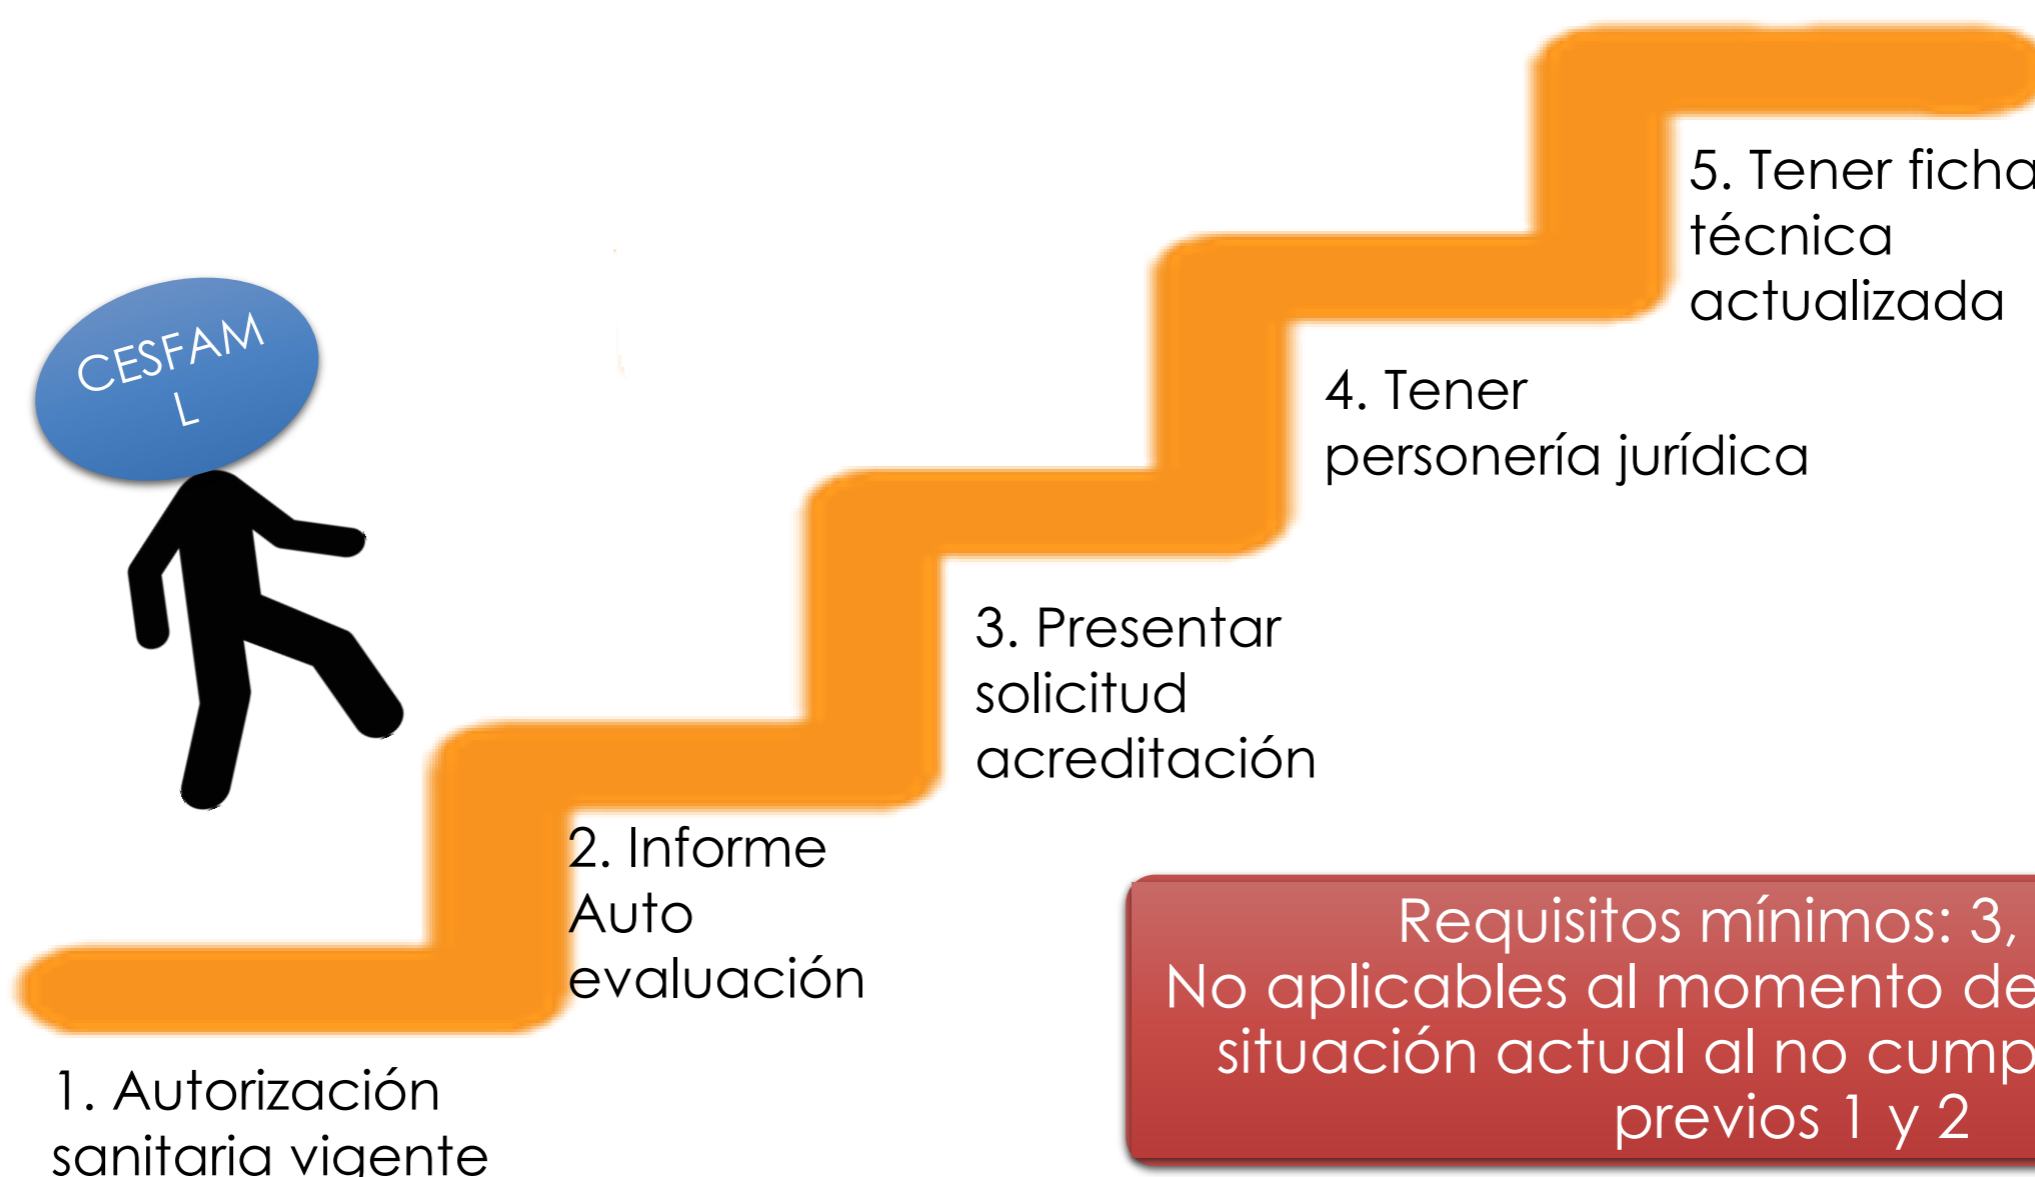 CESFAM
L
5. Tener ficha
técnica
actualizada
4. Tener
personería jurídica
3. Presentar
solicitud
acreditación
2. Informe
Auto
evaluación
1. Autorización
sanitaria vigente
Requisitos mínimos: 3,
No aplicables al momento de
situación actual al no cump
previos 1 y 2